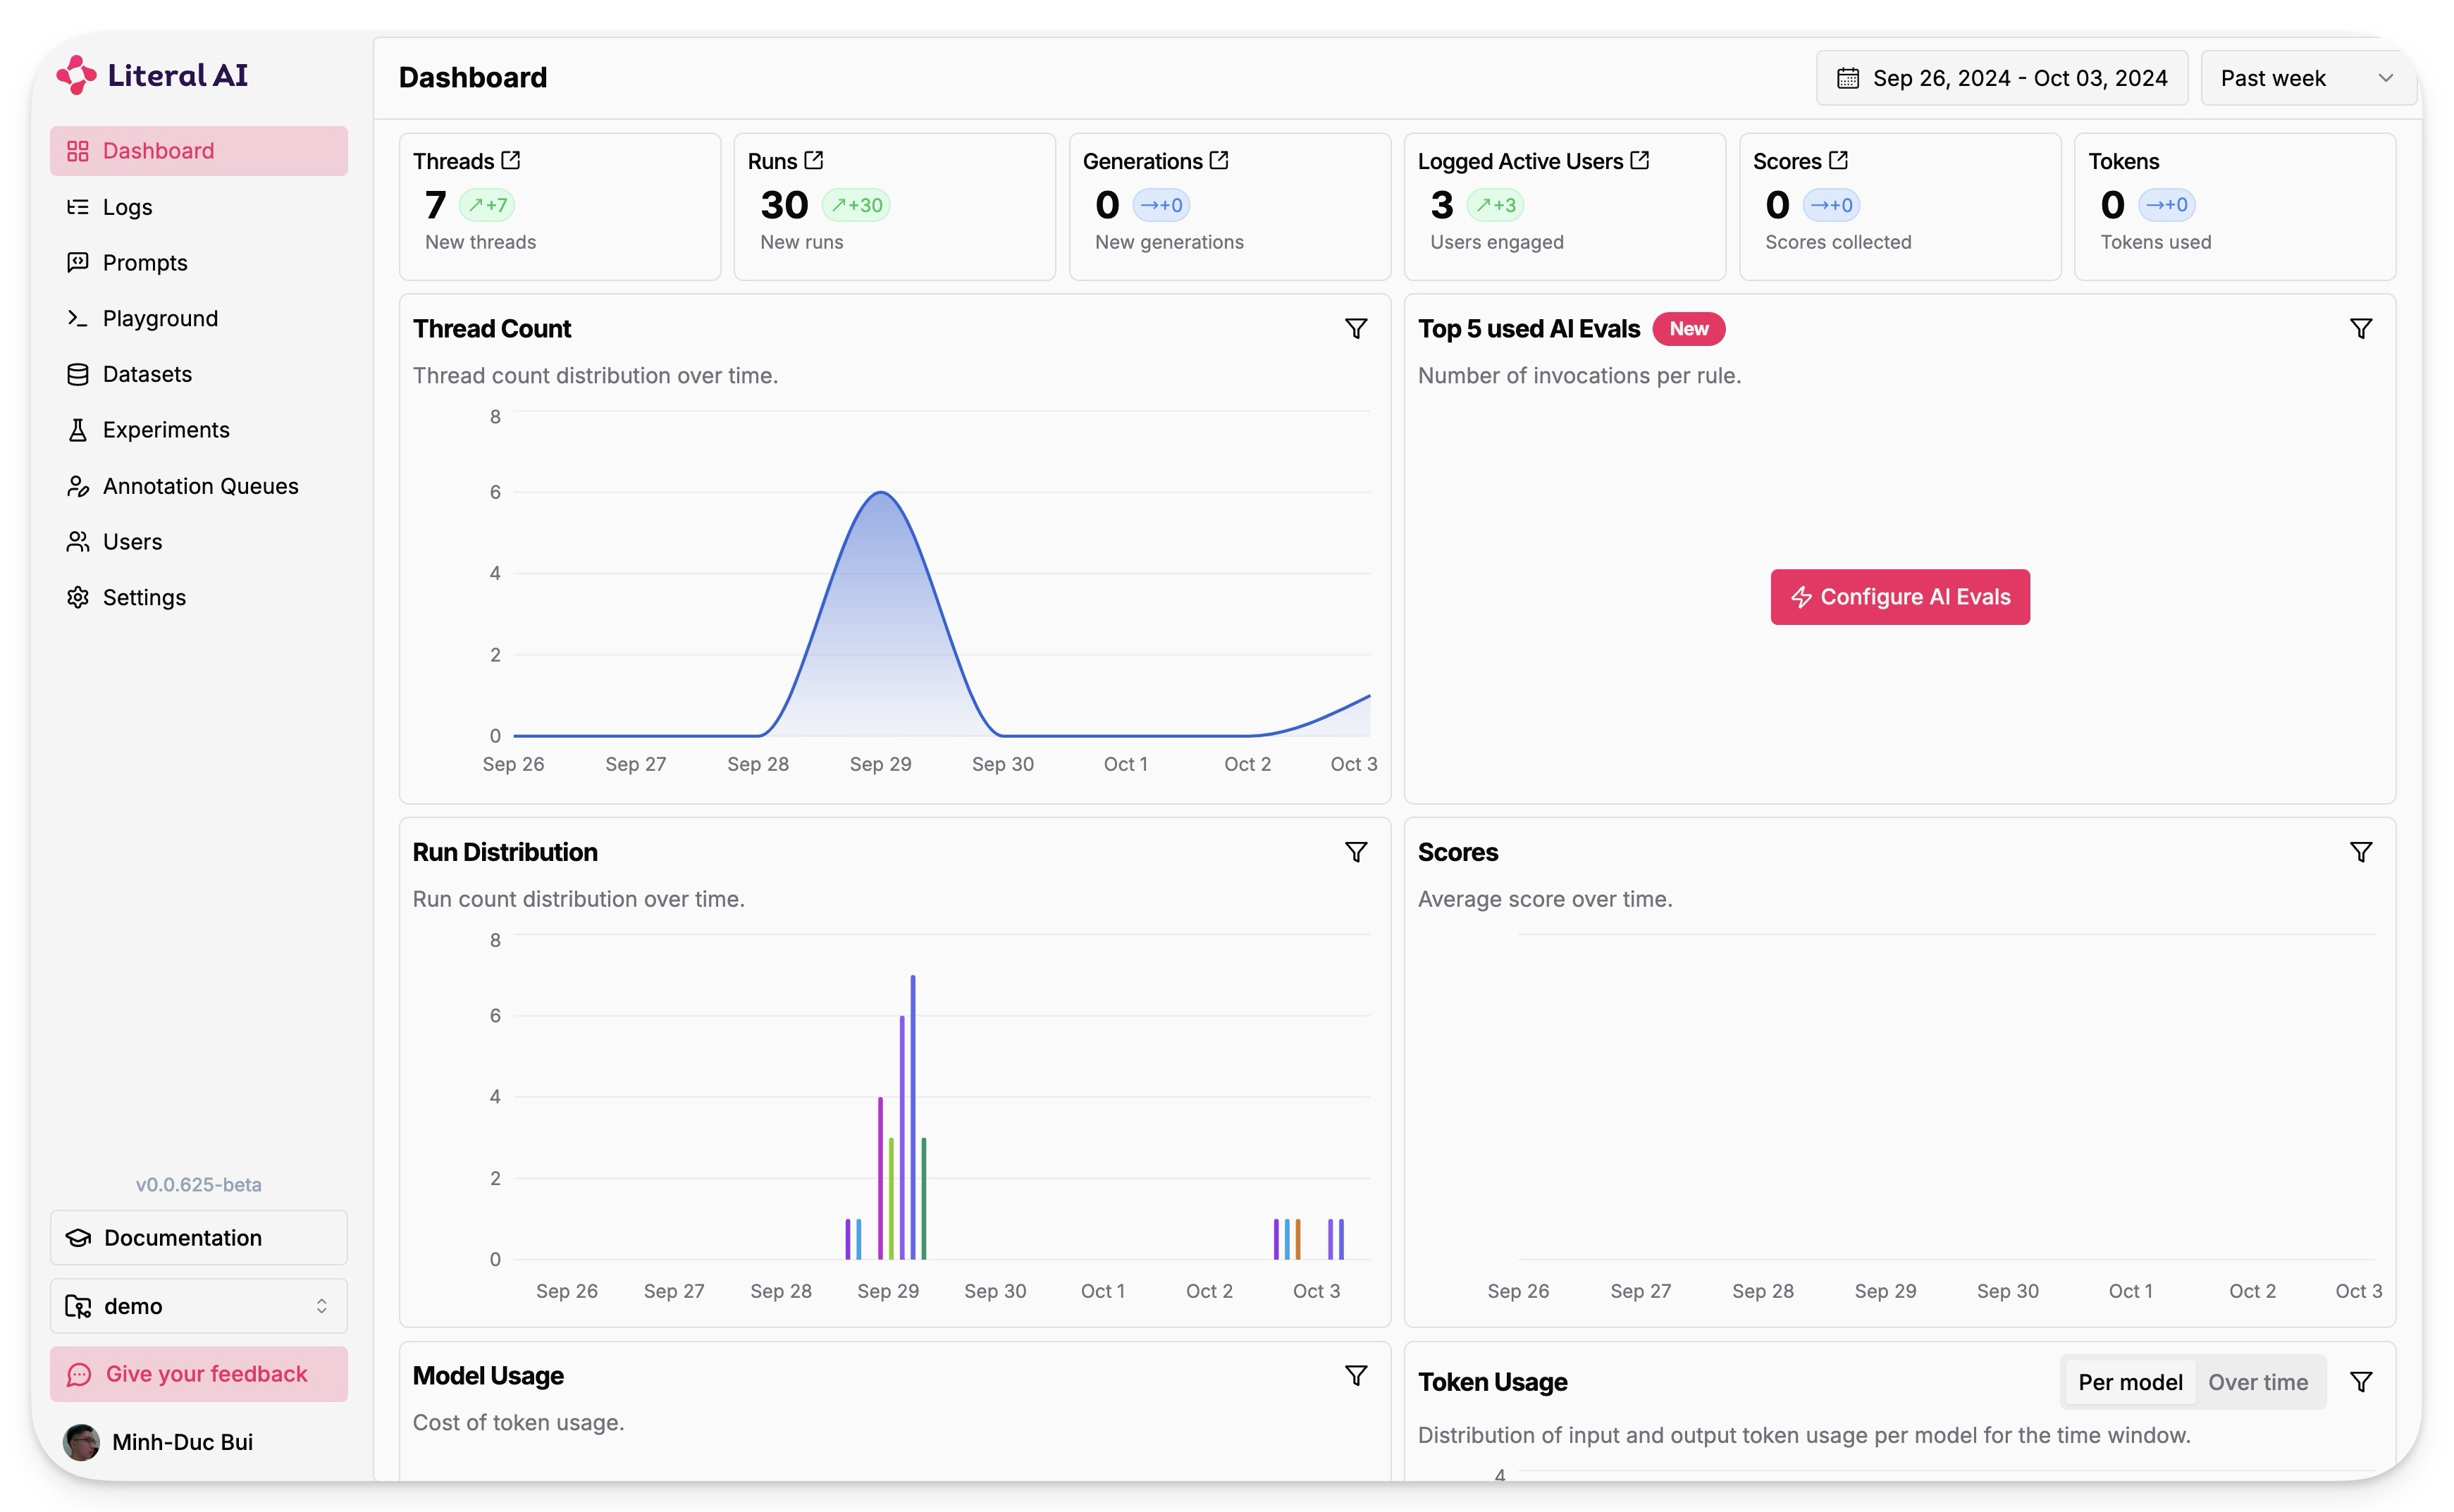 Literal AI
Dashboard
Logs
Prompts
Playground
Datasets
Experiments
Annotation Queues
Users
Settings
v0.0.625-beta
Documentation
demo
Give your feedback
Minh-Duc Bui
Dashboard
Sep 26, 2024 - Oct 03, 2024
Past week
Threads
7 +7
New threads
Runs
30 +30
New runs
Generations
0 →+0
New generations
Logged Active Users
3 +3
Users engaged
Scores
0 →+0
Scores collected
Tokens
0 →+0
Tokens used
Thread Count
Thread count distribution over time.
8
6
4
2
0
Sep 26 Sep 27 Sep 28 Sep 29 Sep 30 Oct 1 Oct 2 Oct 3
Top 5 used AI Evals New
Number of invocations per rule.
Configure AI Evals
Run Distribution
Run count distribution over time.
8
6
4
2
0
Sep 26 Sep 27 Sep 28 Sep 29 Sep 30 Oct 1 Oct 2 Oct 3
Scores
Average score over time.
Sep 26 Sep 27 Sep 28 Sep 29 Sep 30 Oct 1 Oct 2 Oct 3
Model Usage
Cost of token usage.
Token Usage
Per model Over time
Distribution of input and output token usage per model for the time window.
4